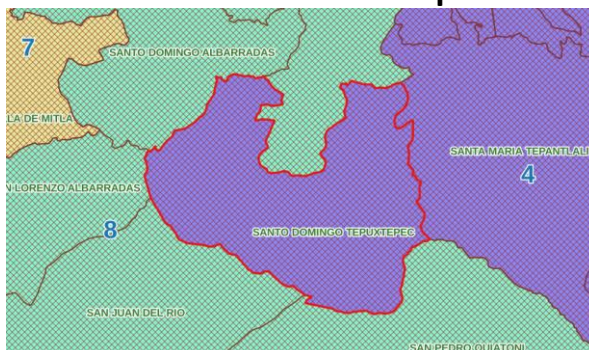 7
SANTO DOMINGO ALBARRADAS
LA DE MITLA
SANTA MARIA TEPANTLALI
4
N LORENZO ALBARRADAS
8
SANTO DOMINGO TEPUXTEPEC
SAN JUAN DEL RIO
SAN PEDRO QUIATONI